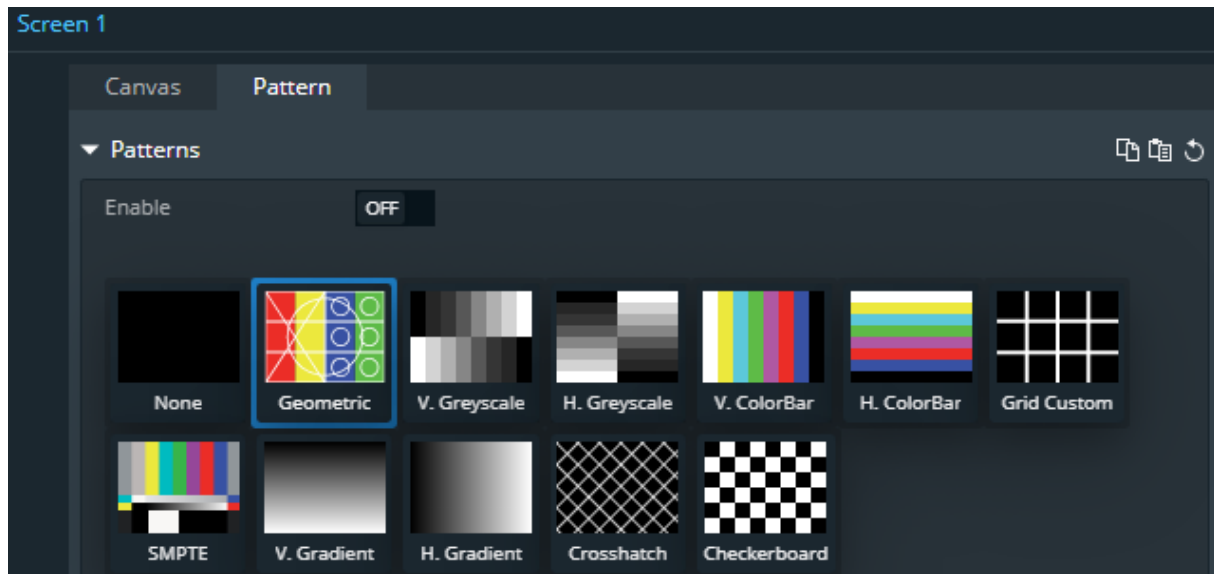 Screen 1
Canvas Pattern
Patterns
Enable OFF
None Geometric V. Greyscale H. Greyscale V. ColorBar H. ColorBar Grid Custom
SMPTE V. Gradient H. Gradient Crosshatch Checkerboard